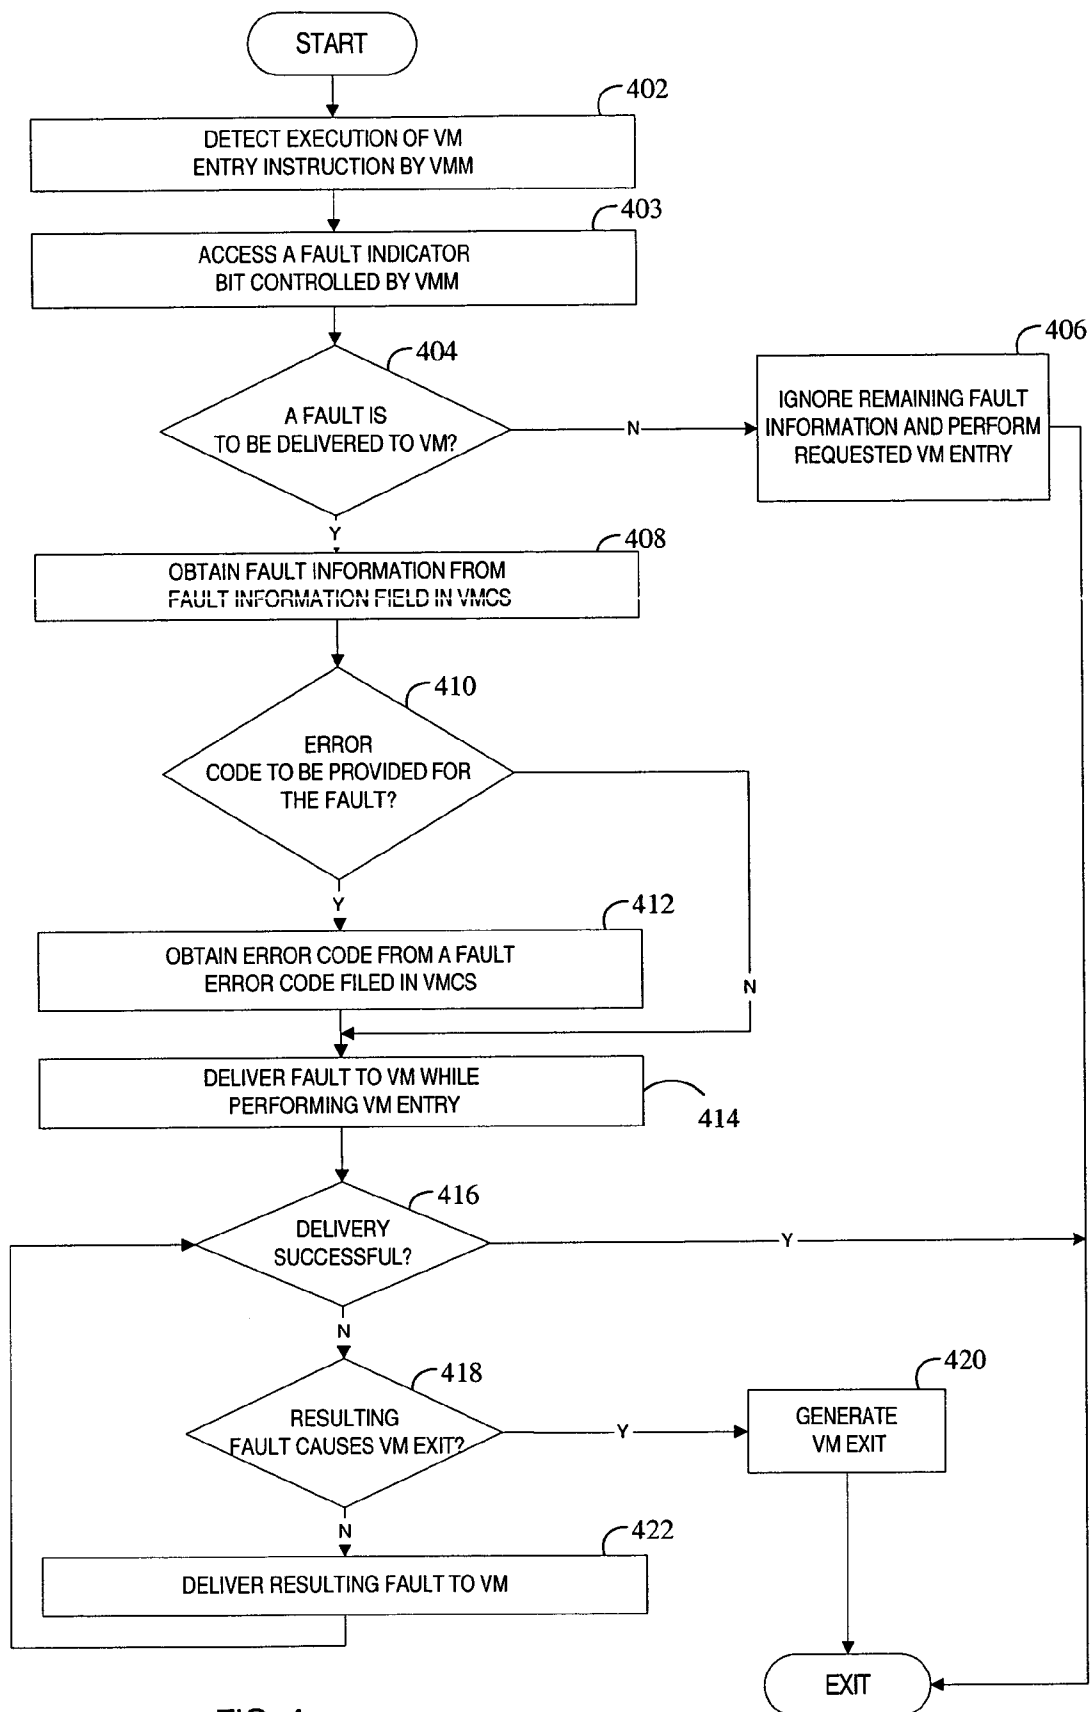 START
402
DETECT EXECUTION OF VM
ENTRY INSTRUCTION BY VMM
403
ACCESS A FAULT INDICATOR
BIT CONTROLLED BY VMM
404
A FAULT IS
TO BE DELIVERED TO VM?
N
406
IGNORE REMAINING FAULT
INFORMATION AND PERFORM
REQUESTED VM ENTRY
Y
408
OBTAIN FAULT INFORMATION FROM
FAULT INFORMATION FIELD IN VMCS
410
ERROR
CODE TO BE PROVIDED FOR
THE FAULT?
Y
N
412
OBTAIN ERROR CODE FROM A FAULT
ERROR CODE FILED IN VMCS
DELIVER FAULT TO VM WHILE
PERFORMING VM ENTRY
414
416
DELIVERY
SUCCESSFUL?
Y
N
418
RESULTING
FAULT CAUSES VM EXIT?
Y
420
GENERATE
VM EXIT
N
422
DELIVER RESULTING FAULT TO VM
EXIT